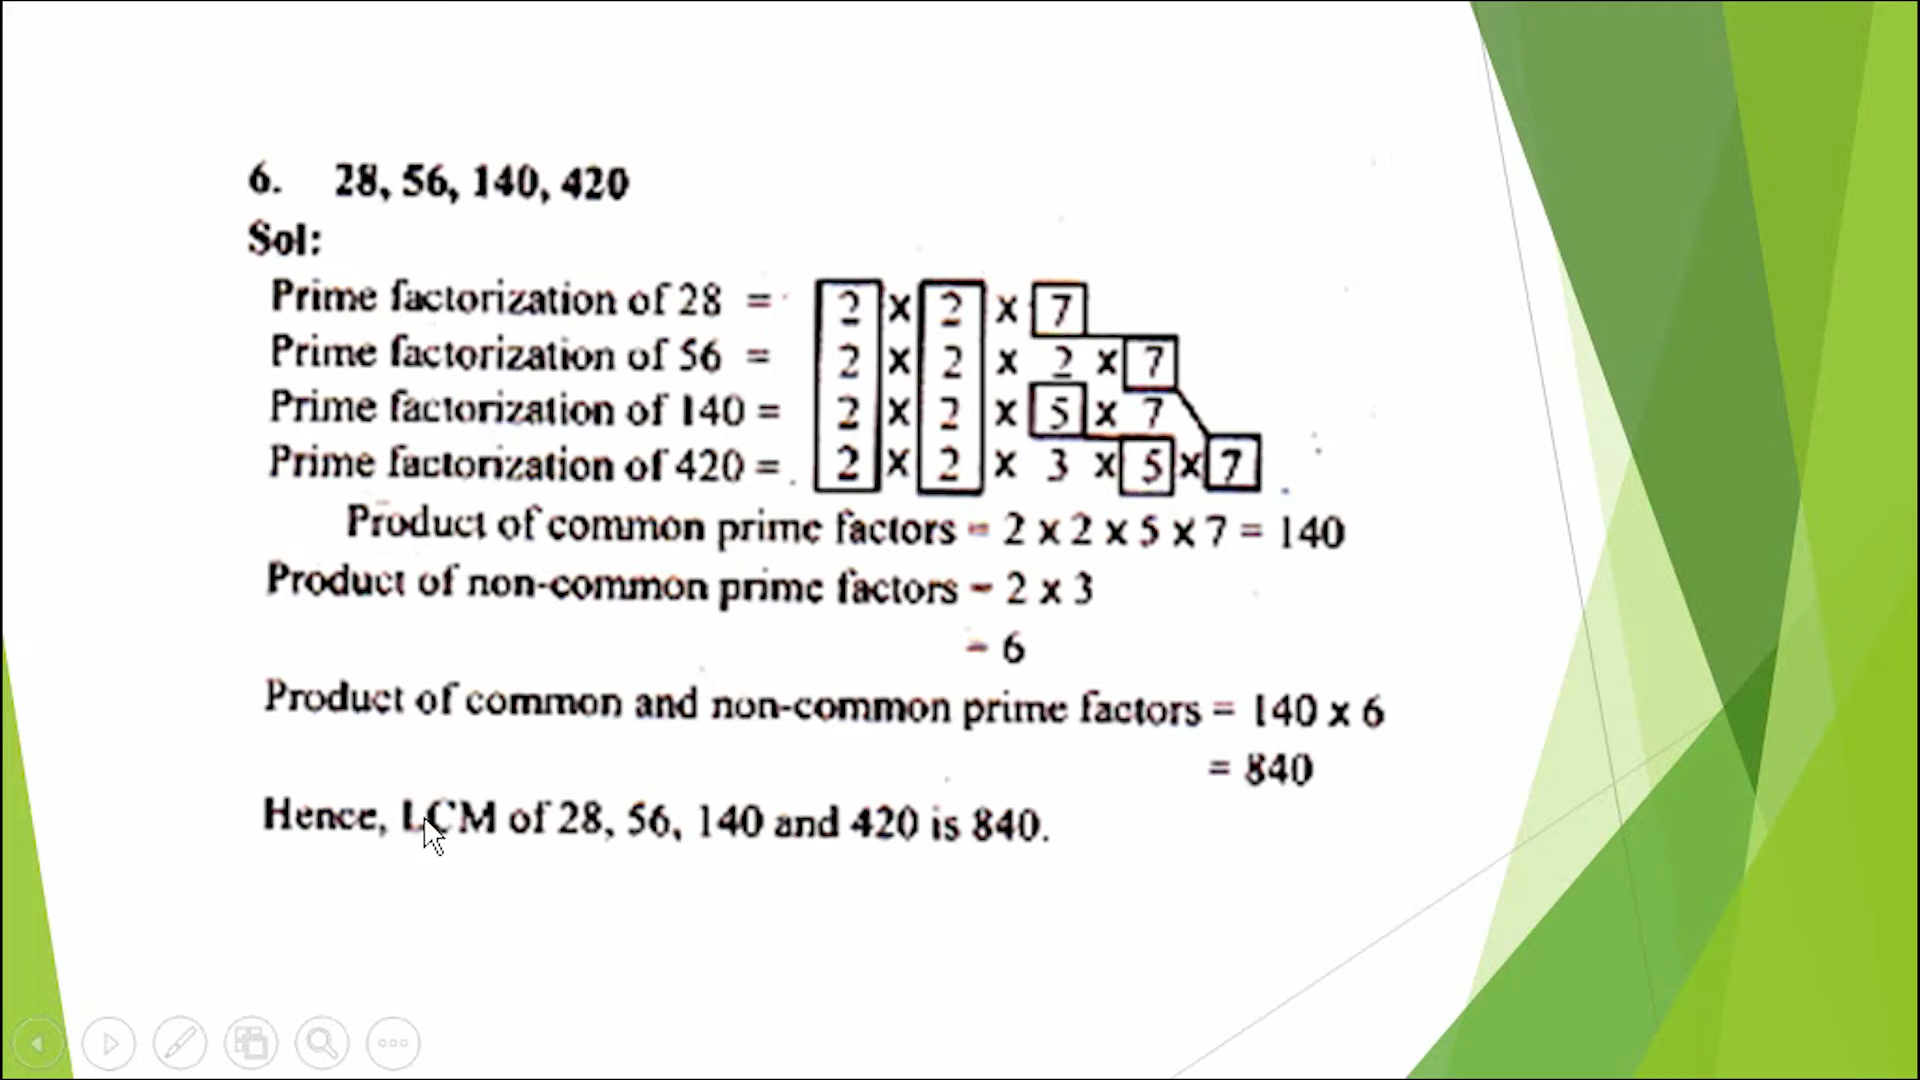 6. 28, 56, 140, 420
Sol:
Prime factorization of 28 = 2 x 2 x 7
Prime factorization of 56 = 2 x 2 x 2 x 7
Prime factorization of 140 = 2 x 2 x 5 x 7
Prime factorization of 420 = 2 x 2 x 3 x 5 x 7
Product of common prime factors = 2 x 2 x 5 x 7 = 140
Product of non-common prime factors = 2 x 3
= 6
Product of common and non-common prime factors = 140 x 6
= 840
Hence, LCM of 28, 56, 140 and 420 is 840.